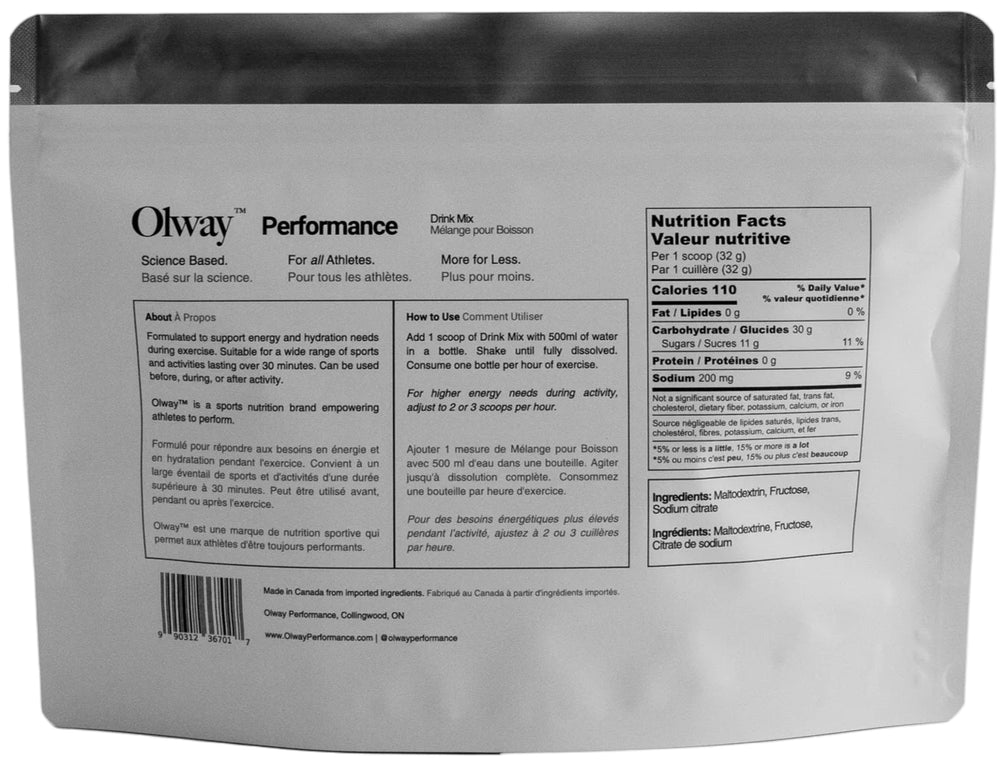 Olway™ Performance
Drink Mix
Mélange pour Boisson
Science Based.
Basé sur la science.
For all Athletes.
Pour tous les athlètes.
More for Less.
Plus pour moins.
About À Propos
Formulated to support energy and hydration needs
during exercise. Suitable for a wide range of sports
and activities lasting over 30 minutes. Can be used
before, during, or after activity.
Olway™ is a sports nutrition brand empowering
athletes to perform.
Formulé pour répondre aux besoins en énergie et
en hydratation pendant l'exercice. Convient à un
large éventail de sports et d'activités d'une durée
supérieure à 30 minutes. Peut être utilisé avant,
pendant ou après l'exercice.
Olway™ est une marque de nutrition sportive qui
permet aux athlètes d'être toujours performants.
How to Use Comment Utiliser
Add 1 scoop of Drink Mix with 500ml of water
in a bottle. Shake until fully dissolved.
Consume one bottle per hour of exercise.
For higher energy needs during activity,
adjust to 2 or 3 scoops per hour.
Ajouter 1 mesure de Mélange pour Boisson
avec 500 ml d'eau dans une bouteille. Agiter
jusqu'à dissolution complète. Consommez
une bouteille par heure d'exercice.
Pour des besoins énergétiques plus élevés
pendant l'activité, ajustez à 2 ou 3 cuillères
par heure.
Nutrition Facts
Valeur nutritive
Per 1 scoop (32 g)
Par 1 cuillère (32 g)
Calories 110
% Daily Value*
% valeur quotidienne*
Fat / Lipides 0 g 0 %
Carbohydrate / Glucides 30 g
Sugars / Sucres 11 g 11 %
Protein / Protéines 0 g
Sodium 200 mg 9 %
Not a significant source of saturated fat, trans fat,
cholesterol, dietary fiber, potassium, calcium, or iron
Source négligeable de lipides saturés, lipides trans,
cholestérol, fibres, potassium, calcium, et fer
*5% or less is a little, 15% or more is a lot
*5% ou moins c'est peu, 15% ou plus c'est beaucoup
Ingredients: Maltodextrin, Fructose,
Sodium citrate
Ingrédients: Maltodextrine, Fructose,
Citrate de sodium
9 90312 36701 7
Made in Canada from imported ingredients. Fabriqué au Canada à partir d'ingrédients importés.
Olway Performance, Collingwood, ON
www.OlwayPerformance.com | @olwayperformance